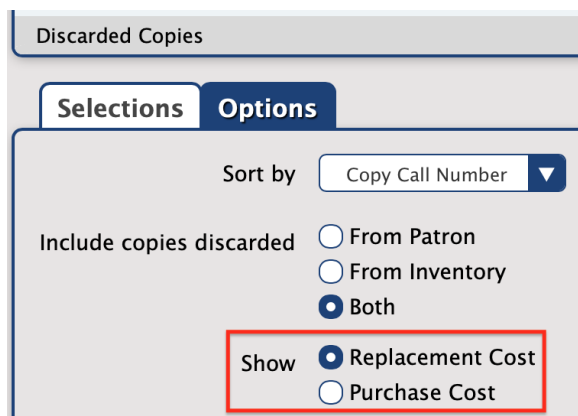 Discarded Copies
Selections Options
Sort by Copy Call Number
Include copies discarded From Patron
From Inventory
Both
Show Replacement Cost
Purchase Cost